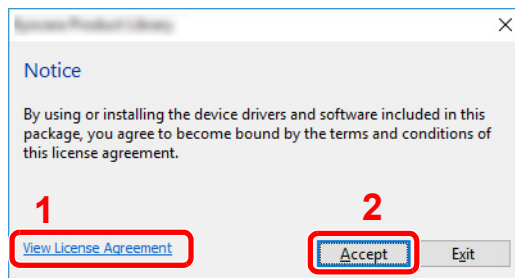 Notice
By using or installing the device drivers and software included in this
package, you agree to become bound by the terms and conditions of
this license agreement.
1
2
View License Agreement
Accept
Exit